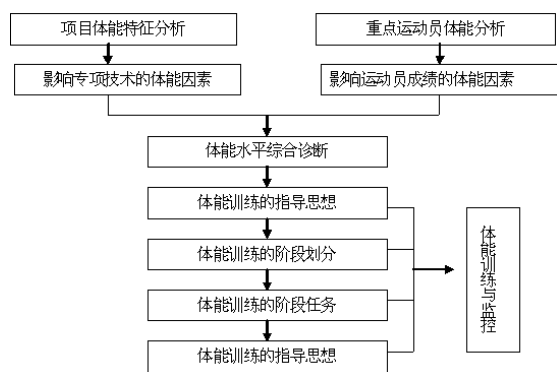 项目体能特征分析
重点运动员体能分析
影响专项技术的体能因素
影响运动员成绩的体能因素
体能水平综合诊断
体能训练的指导思想
体能训练的阶段划分
体能训练的阶段任务
体能训练的指导思想
体能训练与监控